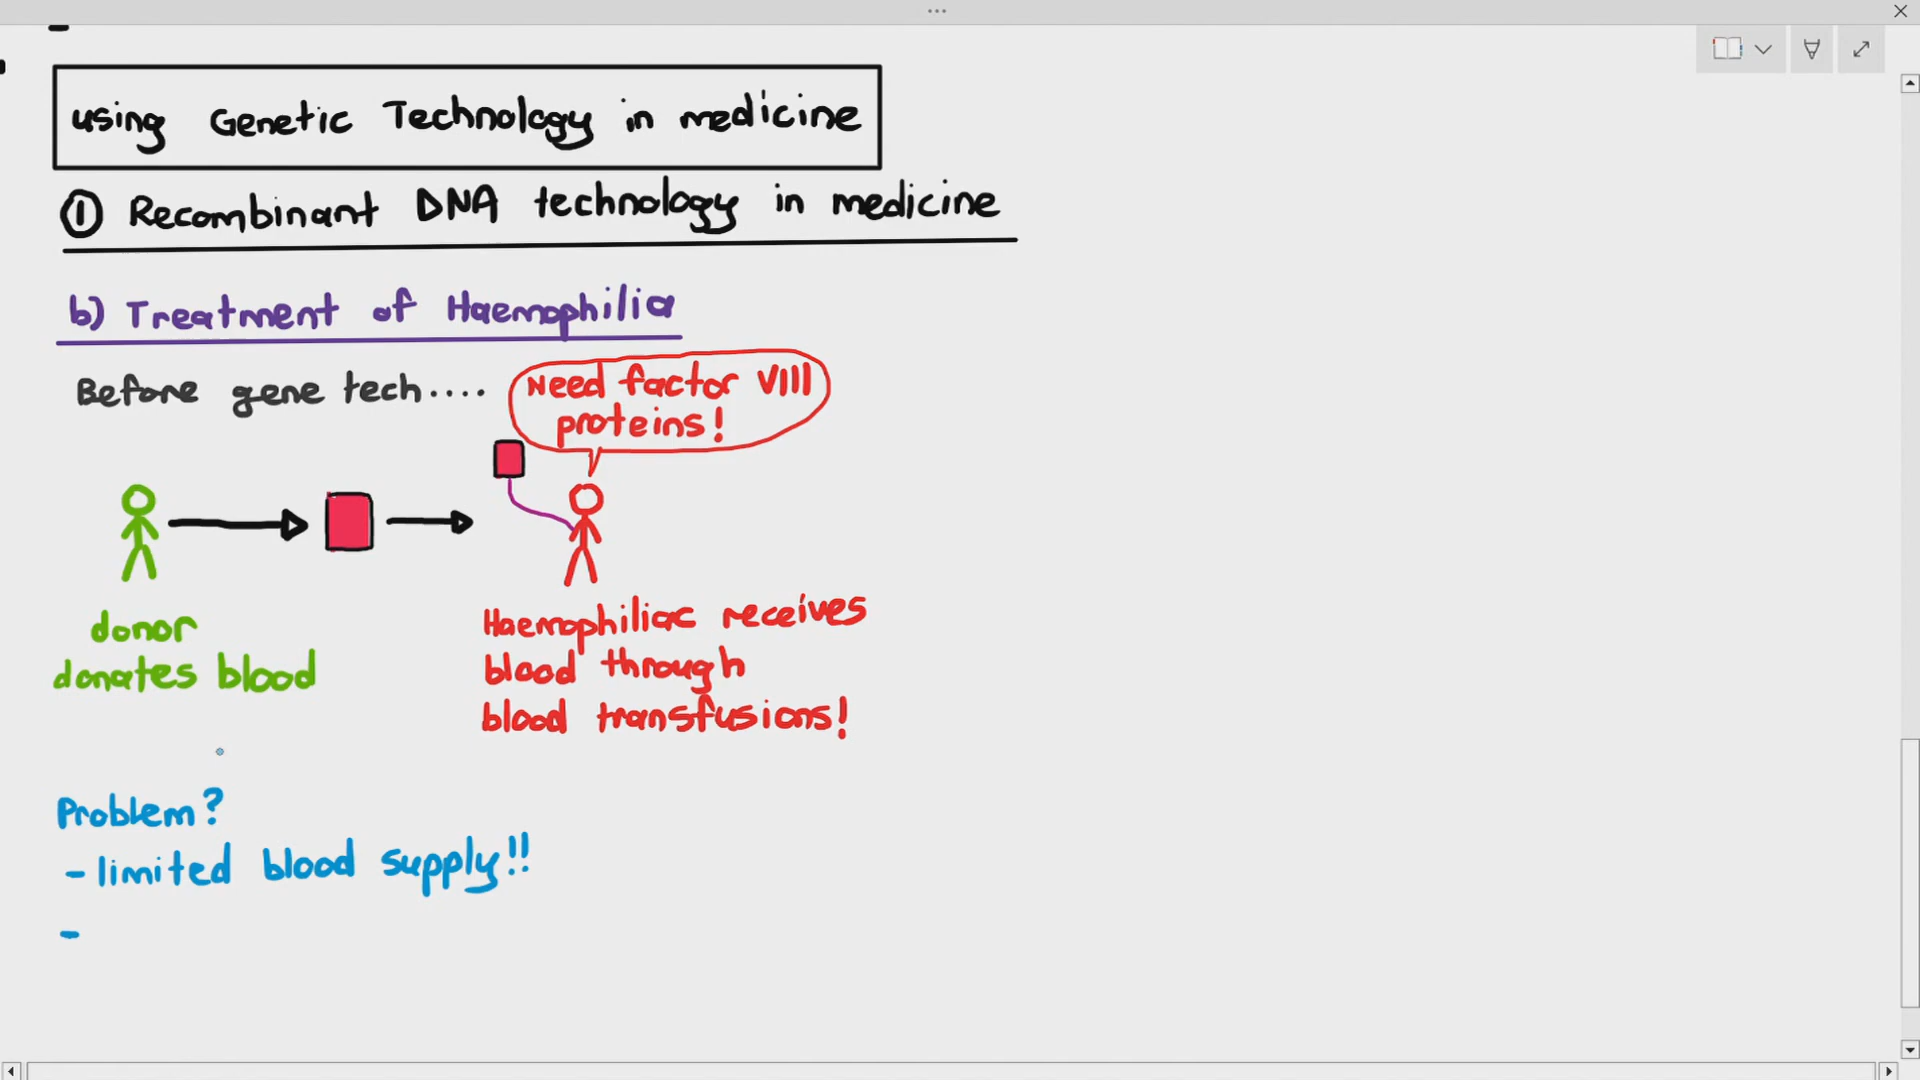 using Genetic Technology in medicine
① Recombinant DNA technology in medicine
b) Treatment of Haemophilia
Before gene tech....
Need factor VIII
proteins!
donor
donates blood
Haemophiliac receives
blood through
blood transfusions!
Problem?
- limited blood supply!!
-